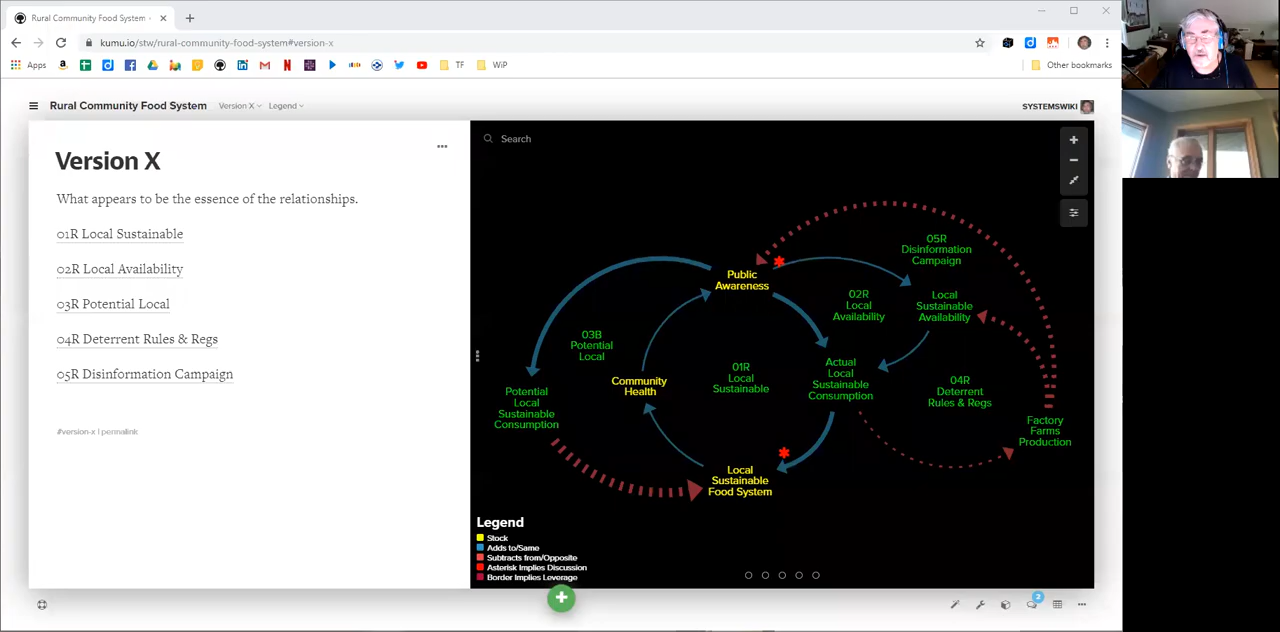 Rural Community Food System -
kumu.io/stw/rural-community-food-system#version-x
Apps
TF
WiP
Other bookmarks
Rural Community Food System
Version X
Legend
SYSTEMSWIKI
Version X
What appears to be the essence of the relationships.
01R Local Sustainable
02R Local Availability
03R Potential Local
04R Deterrent Rules & Regs
05R Disinformation Campaign
#version-x | permalink
Search
05R
Disinformation
Campaign
Public
Awareness
02R
Local
Availability
Local
Sustainable
Availability
03B
Potential
Local
01R
Local
Sustainable
Actual
Local
Sustainable
Consumption
Community
Health
Potential
Local
Sustainable
Consumption
04R
Deterrent
Rules & Regs
Factory
Farms
Production
Local
Sustainable
Food System
Legend
Stock
Adds to/Same
Subtracts from/Opposite
Asterisk Implies Discussion
Border Implies Leverage
2